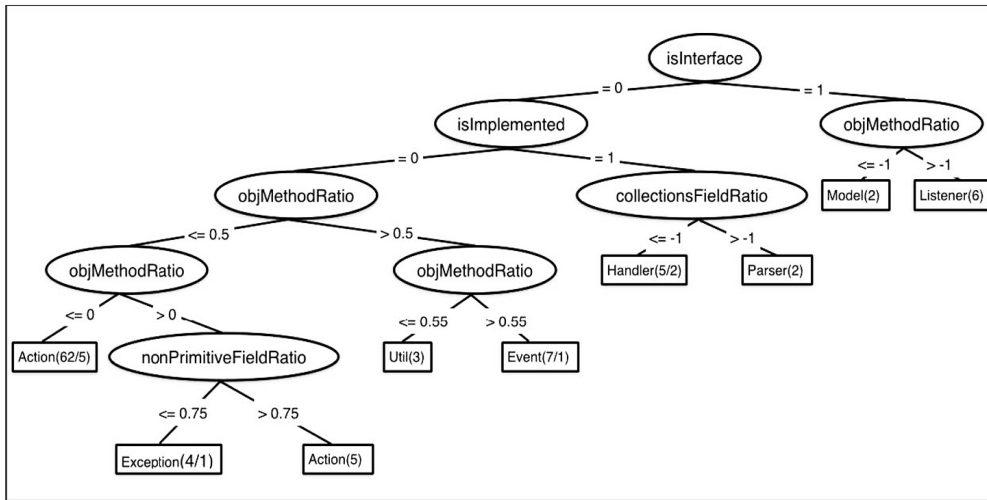 isInterface
= 0
= 1
isImplemented
objMethodRatio
= 0
= 1
<= -1
> -1
objMethodRatio
collectionsFieldRatio
Model(2)
Listener(6)
<= 0.5
> 0.5
<= -1
> -1
objMethodRatio
objMethodRatio
Handler(5/2)
Parser(2)
<= 0
> 0
<= 0.55
> 0.55
Action(62/5)
nonPrimitiveFieldRatio
Util(3)
Event(7/1)
<= 0.75
> 0.75
Exception(4/1)
Action(5)